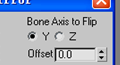 Bone Axis to Flip
Y Z
Offset 0.0